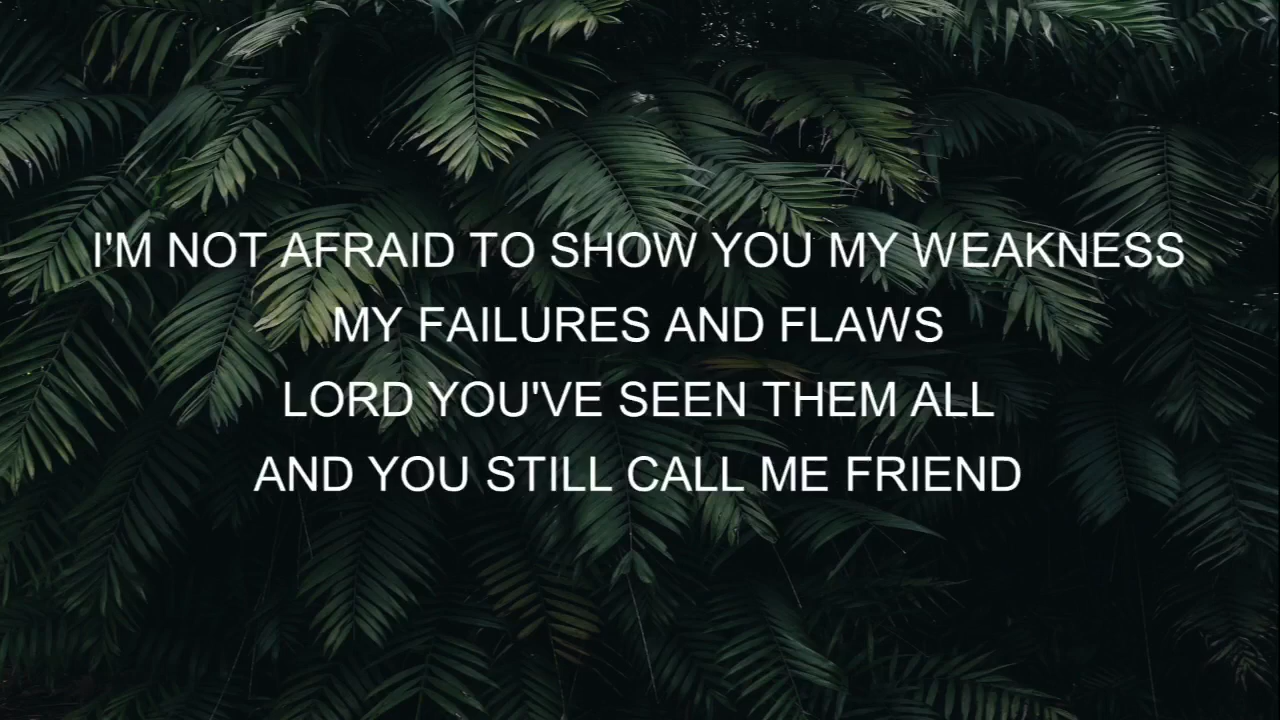 I'M NOT AFRAID TO SHOW YOU MY WEAKNESS
MY FAILURES AND FLAWS
LORD YOU'VE SEEN THEM ALL
AND YOU STILL CALL ME FRIEND